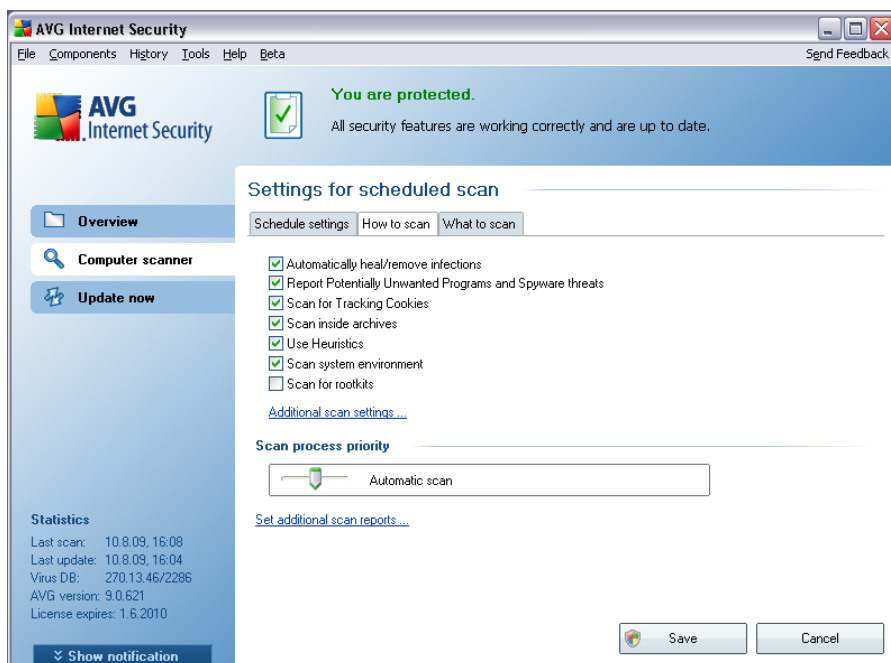 AVG Internet Security
File Components History Tools Help Beta Send Feedback
AVG
Internet Security
You are protected.
All security features are working correctly and are up to date.
Overview
Computer scanner
Update now
Settings for scheduled scan
Schedule settings How to scan What to scan
Automatically heal/remove infections
Report Potentially Unwanted Programs and Spyware threats
Scan for Tracking Cookies
Scan inside archives
Use Heuristics
Scan system environment
Scan for rootkits
Additional scan settings ...
Scan process priority
Automatic scan
Set additional scan reports ...
Statistics
Last scan: 10.8.09, 16:08
Last update: 10.8.09, 16:04
Virus DB: 270.13.46/2286
AVG version: 9.0.621
License expires: 1.6.2010
Show notification
Save Cancel